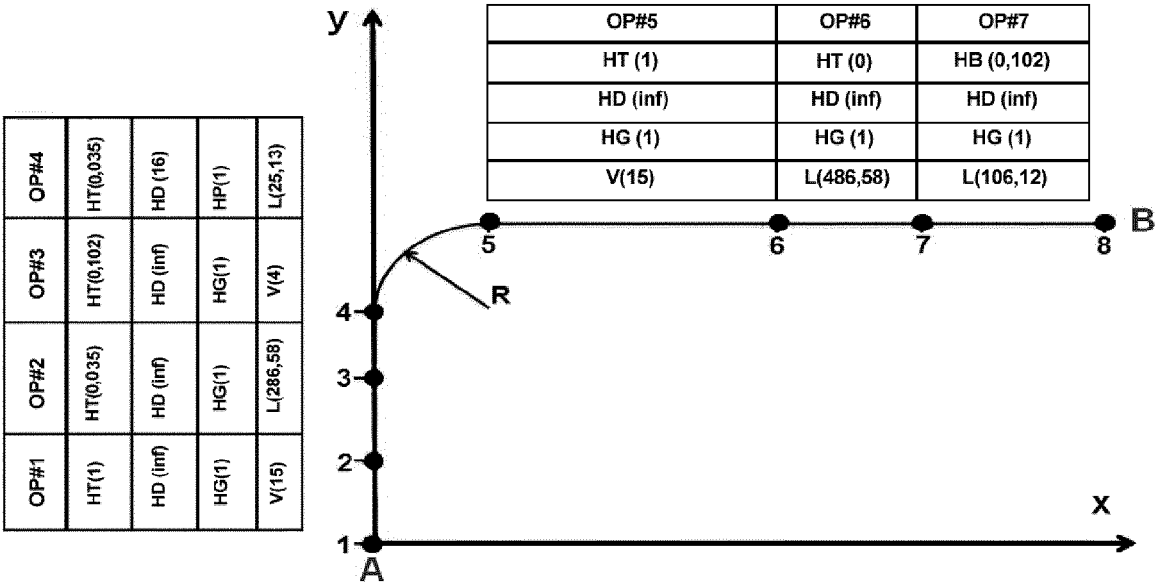 y
OP#5 OP#6 OP#7
HT (1) HT (0) HB (0,102)
HD (inf) HD (inf) HD (inf)
HG (1) HG (1) HG (1)
V(15) L(486,58) L(106,12)
OP#4 HT(0,035) HD (16) HP(1) L(25,13)
OP#3 HT(0,102) HD (inf) HG(1) V(4)
OP#2 HT(0,035) HD (inf) HG(1) L(286,58)
OP#1 HT(1) HD (inf) HG(1) V(15)
B
5 6 7 8
R
4
3
2
x
1
A